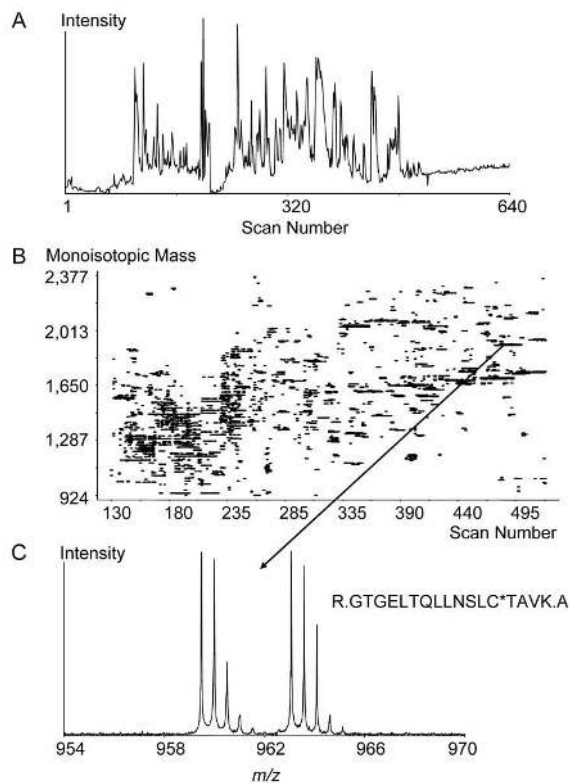 A
Intensity
1 320 640
Scan Number
B Monoisotopic Mass
2,377
2,013
1,650
1,287
924
130 180 235 285 335 390 440 495
Scan Number
C Intensity
R.GTGELTQLLNSLC*TAVK.A
954 958 962 966 970
m/z